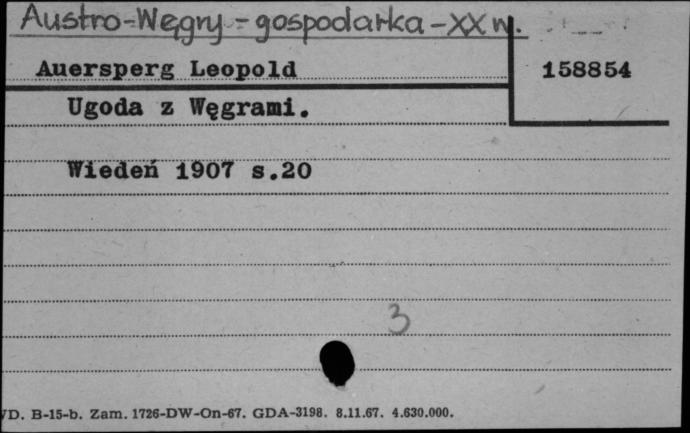 Austro-Węgry - gospodarka - XX w.
Auersperg Leopold
158854
Ugoda z Węgrami.
Wiedeń 1907 s.20
3
VD. B-15-b. Zam. 1726-DW-On-67. GDA-3198. 8.11.67. 4.630.000.